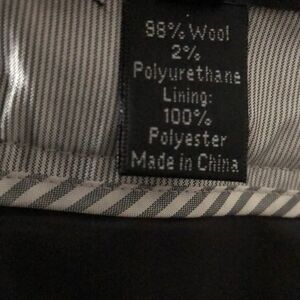 98% Wool
2%
Polyurethane
Lining:
100%
Polyester
Made in China